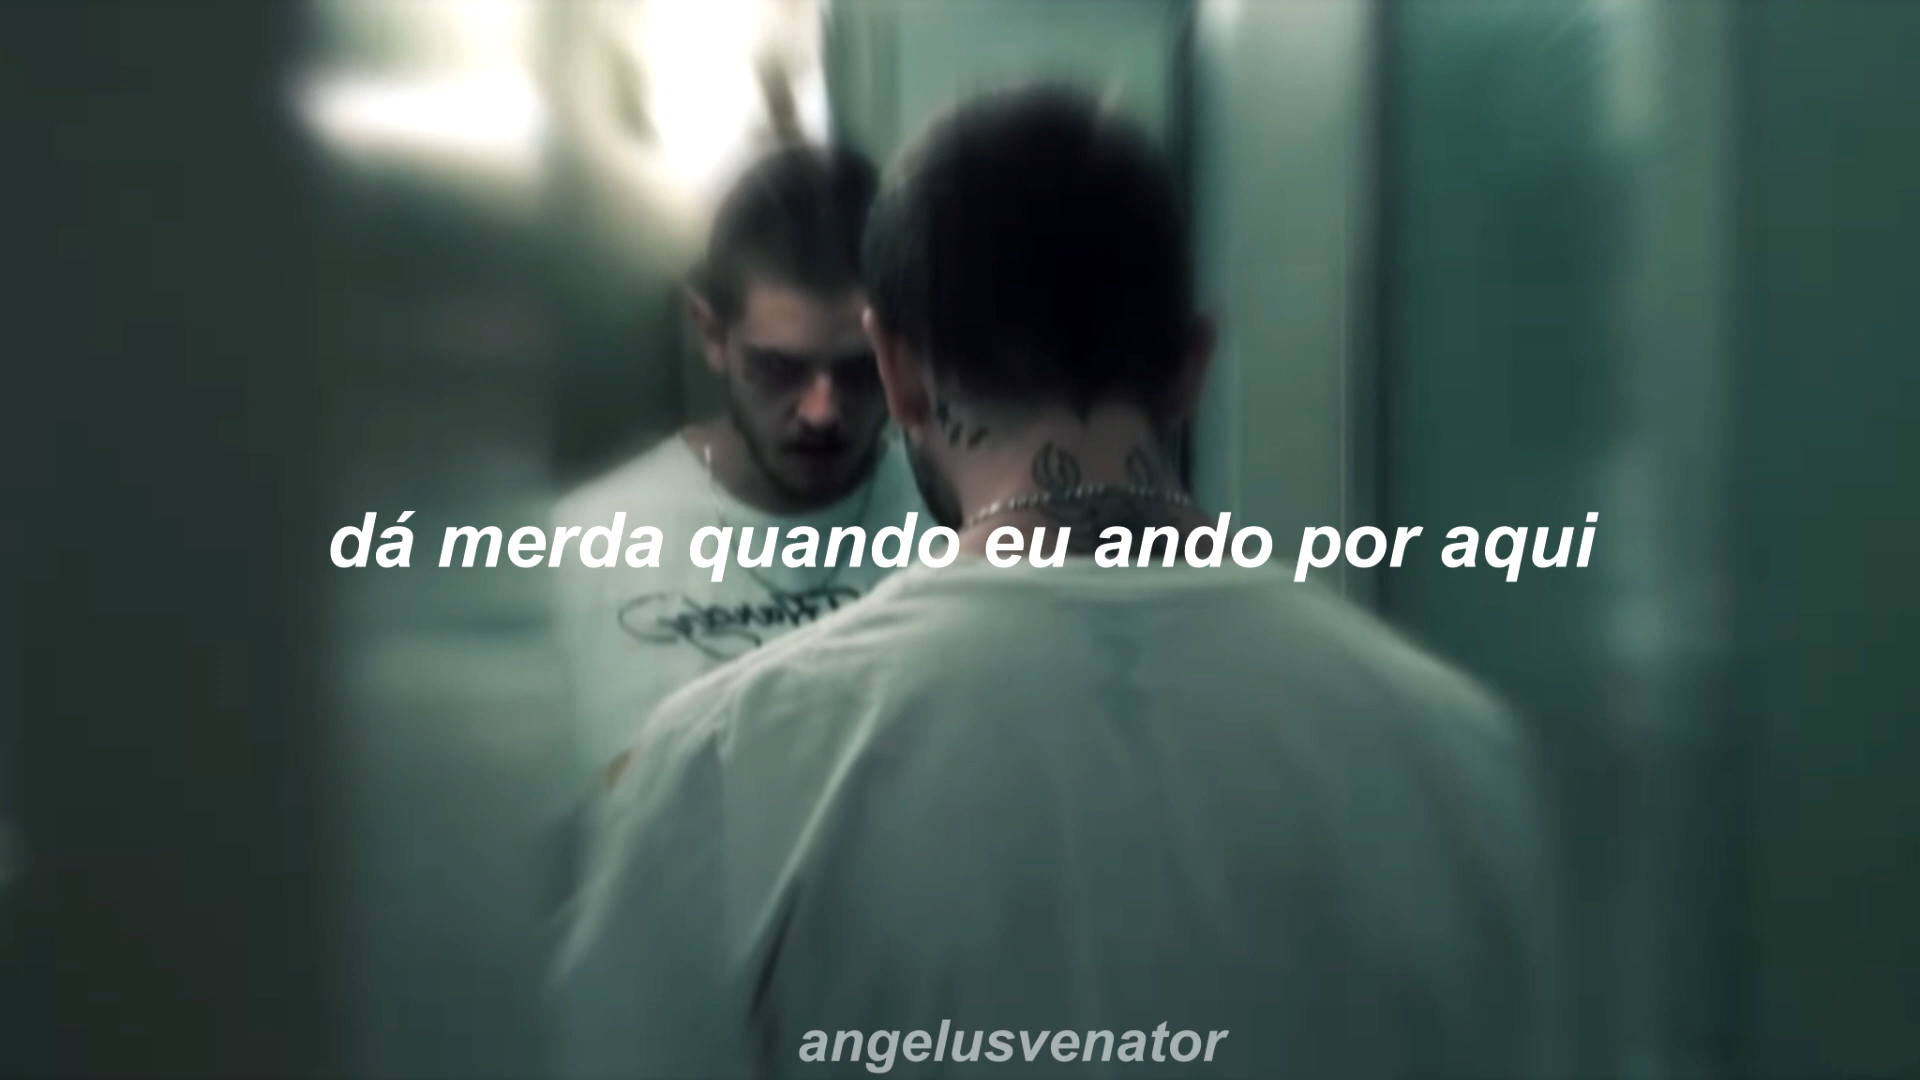 dá merda quando eu ando por aqui
angelusvenator